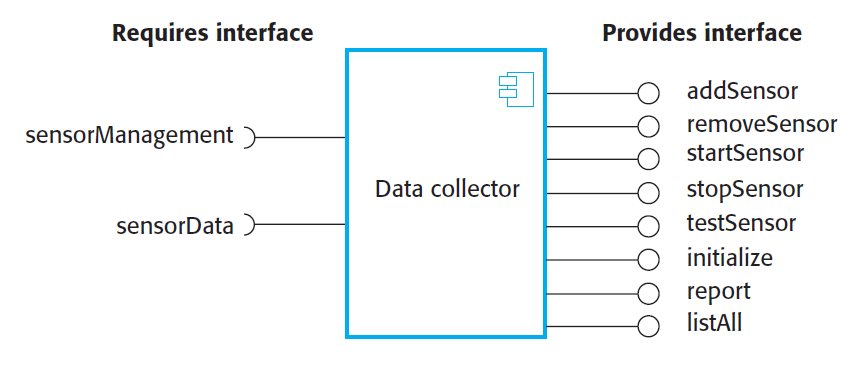 Requires interface
Provides interface
sensorManagement
sensorData
Data collector
addSensor
removeSensor
startSensor
stopSensor
testSensor
initialize
report
listAll